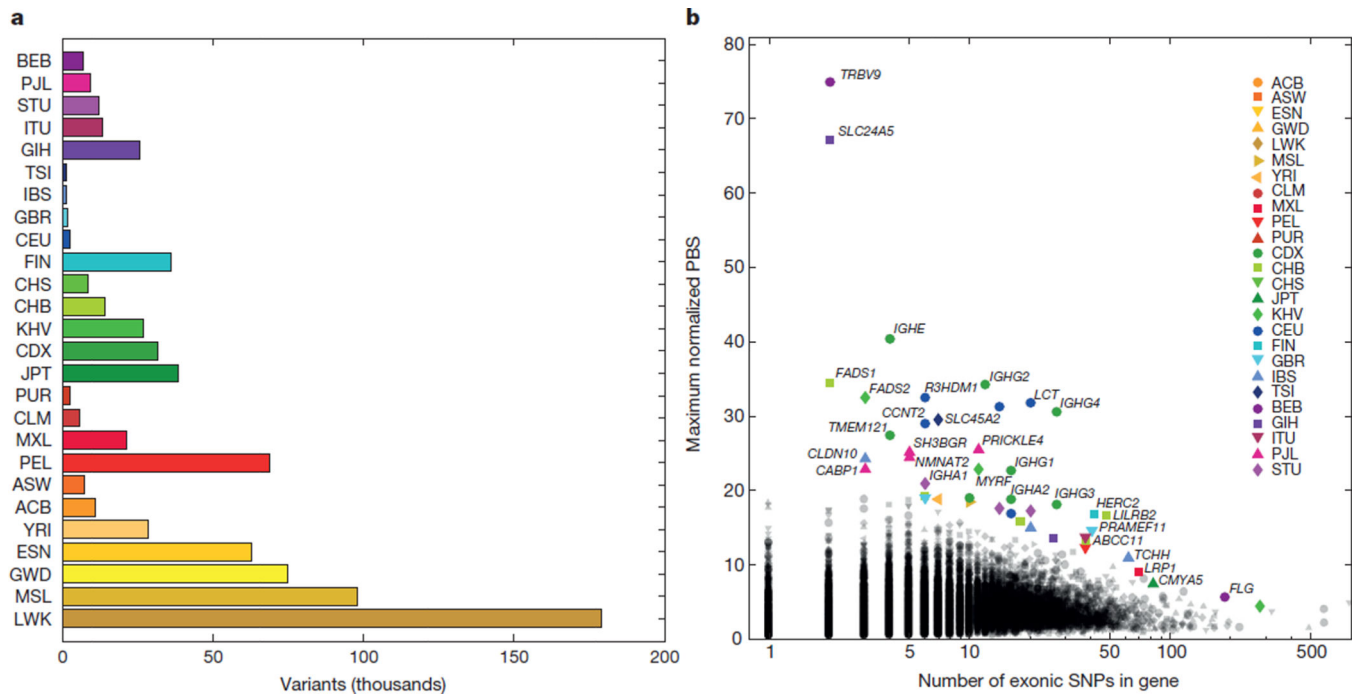 a
BEB
PJL
STU
ITU
GIH
TSI
IBS
GBR
CEU
FIN
CHS
CHB
KHV
CDX
JPT
PUR
CLM
MXL
PEL
ASW
ACB
YRI
ESN
GWD
MSL
LWK
0 50 100 150 200
Variants (thousands)
b
Maximum normalized PBS
80
70
60
50
40
30
20
10
0
TRBV9
SLC24A5
IGHE
FADS1
FADS2
R3HDM1
IGHG2
LCT
IGHG4
CCNT2
SLC45A2
TMEM121
SH3BGR
PRICKLE4
CLDN10
CABP1
NMNAT2
IGHG1
IGHA1
MYRF
IGHA2
IGHG3
HERC2
LILRB2
PRAMEF11
ABCC11
TCHH
LRP1
CMYA5
FLG
ACB
ASW
ESN
GWD
LWK
MSL
YRI
CLM
MXL
PEL
PUR
CDX
CHB
CHS
JPT
KHV
CEU
FIN
GBR
IBS
TSI
BEB
GIH
ITU
PJL
STU
1 5 10 50 100 500
Number of exonic SNPs in gene